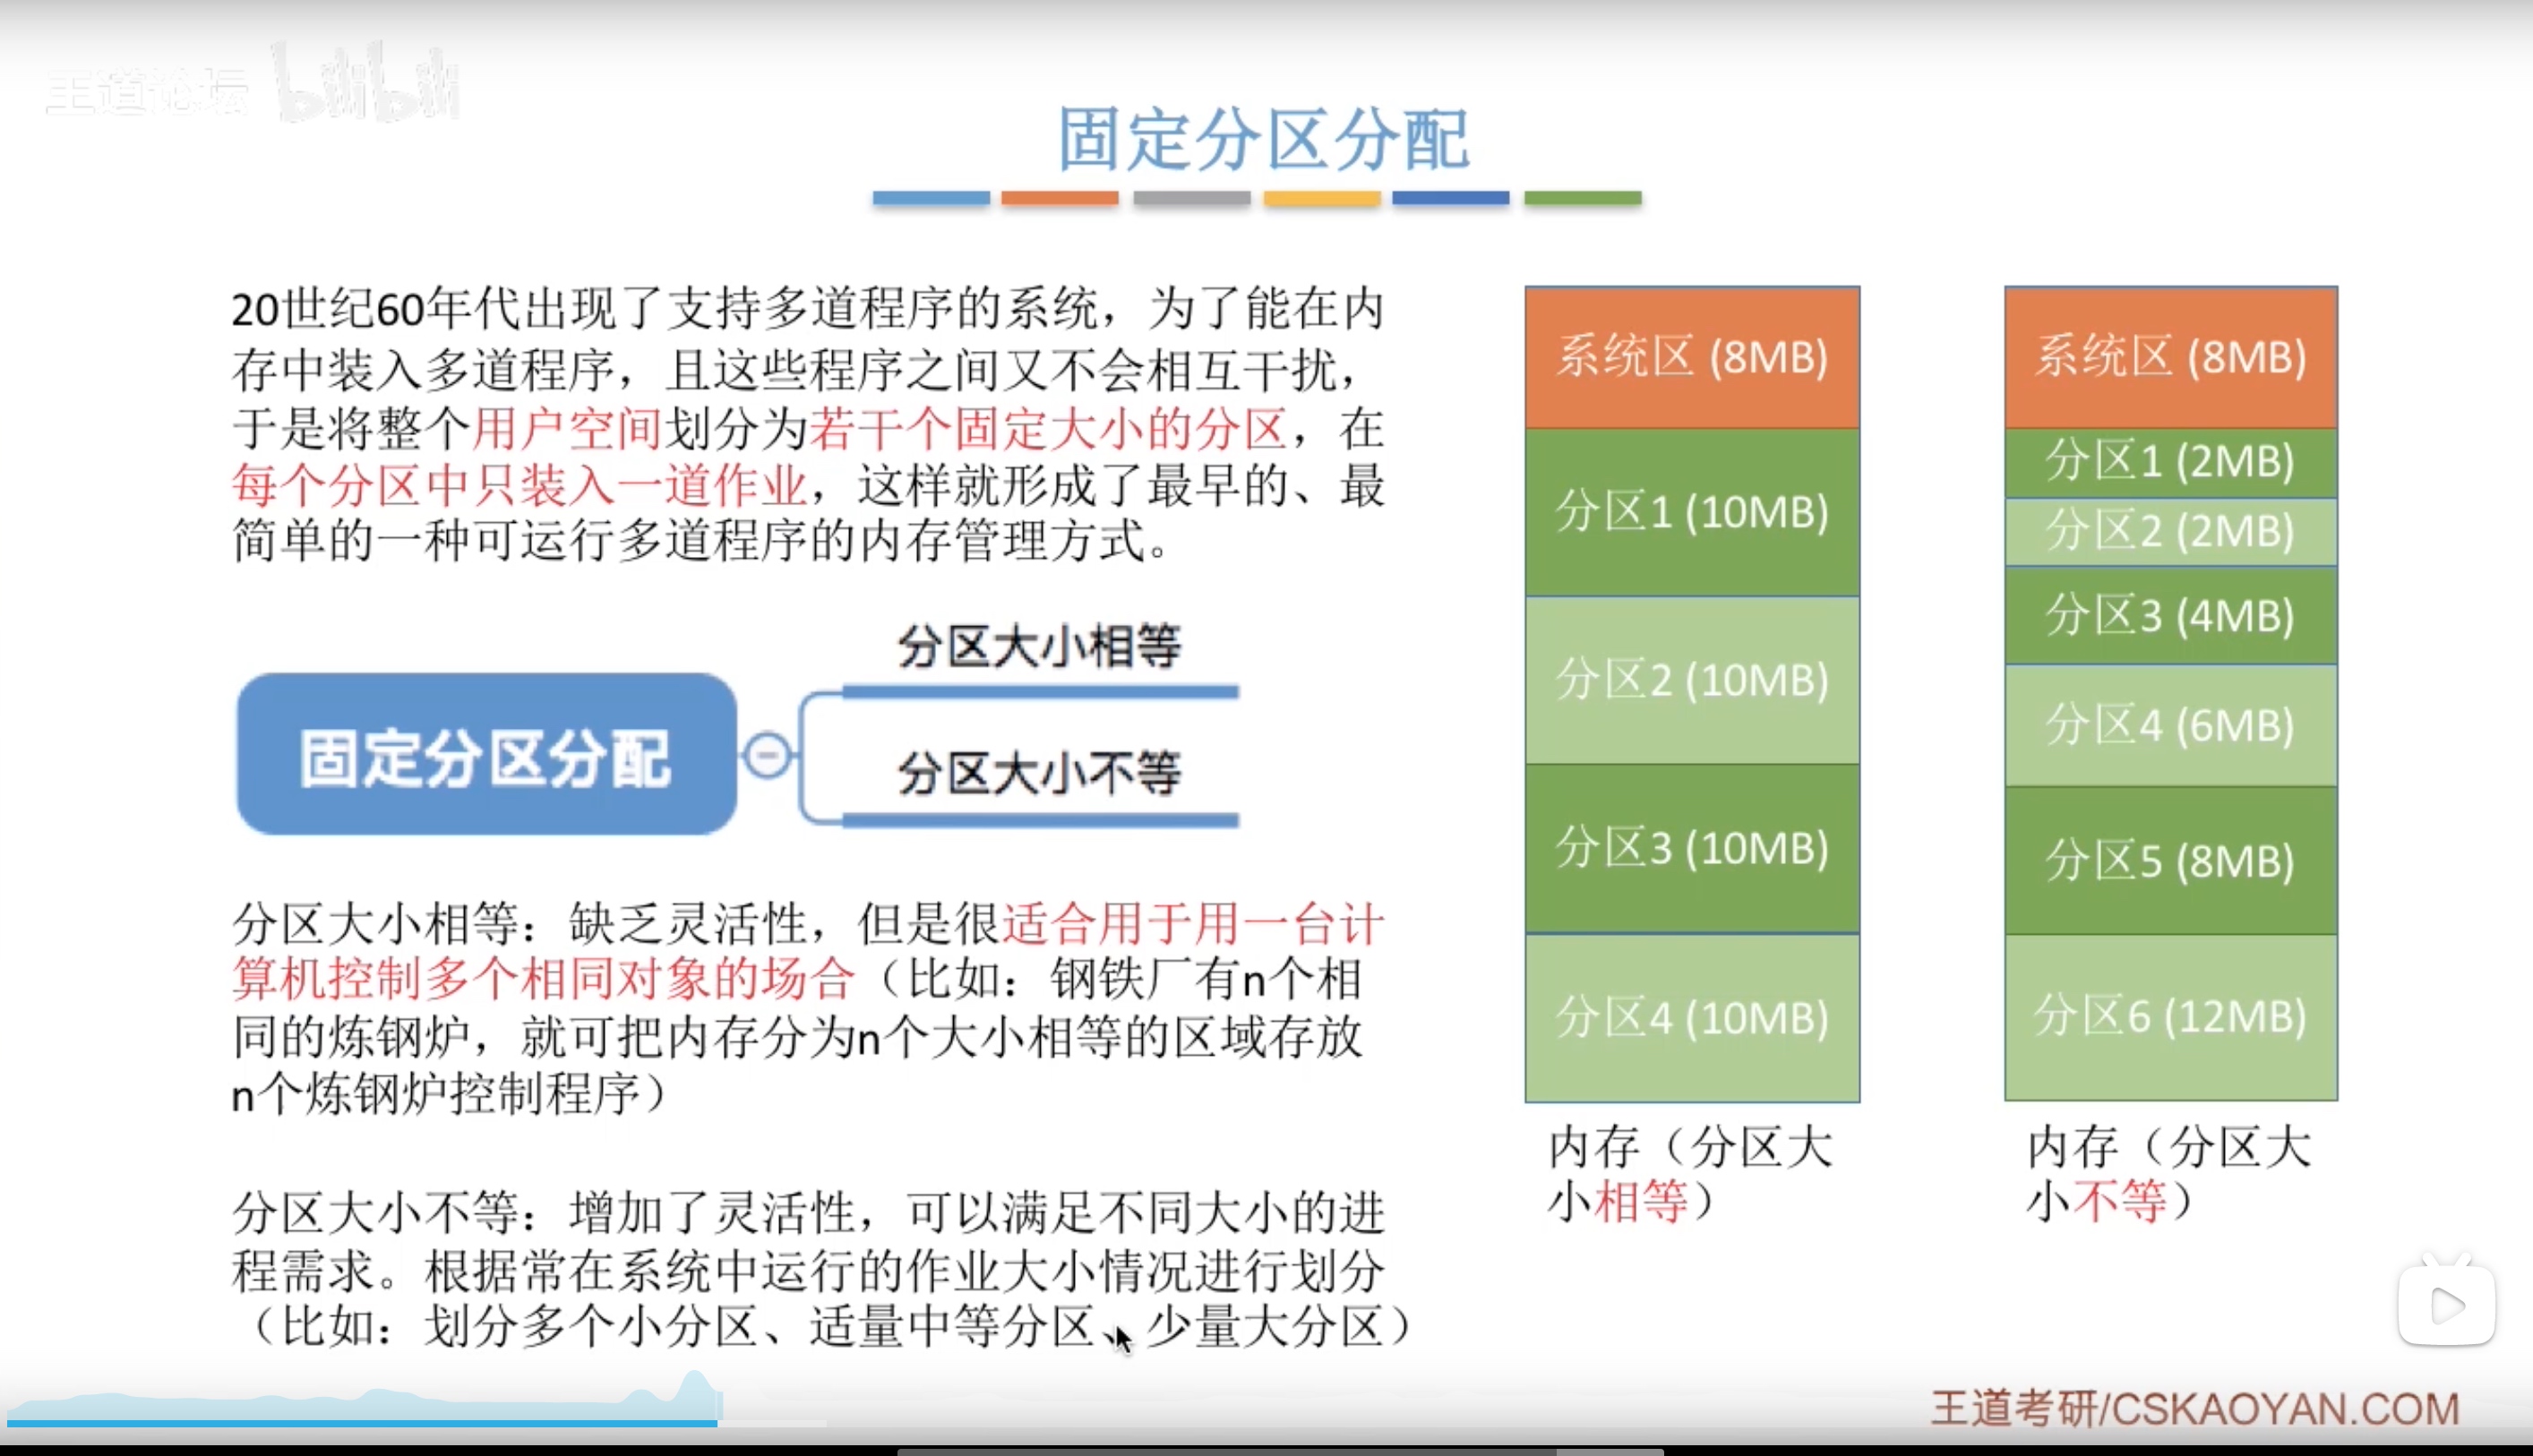 王道论坛 bilibili
固定分区分配
20世纪60年代出现了支持多道程序的系统，为了能在内
存中装入多道程序，且这些程序之间又不会相互干扰，
于是将整个用户空间划分为若干个固定大小的分区，在
每个分区中只装入一道作业，这样就形成了最早的、最
简单的一种可运行多道程序的内存管理方式。
固定分区分配
分区大小相等
分区大小不等
分区大小相等：缺乏灵活性，但是很适合用于用一台计
算机控制多个相同对象的场合（比如：钢铁厂有n个相
同的炼钢炉，就可把内存分为n个大小相等的区域存放
n个炼钢炉控制程序）
分区大小不等：增加了灵活性，可以满足不同大小的进
程需求。根据常在系统中运行的作业大小情况进行划分
（比如：划分多个小分区、适量中等分区、少量大分区）
系统区 (8MB)
分区1 (10MB)
分区2 (10MB)
分区3 (10MB)
分区4 (10MB)
内存（分区大
小相等）
系统区 (8MB)
分区1 (2MB)
分区2 (2MB)
分区3 (4MB)
分区4 (6MB)
分区5 (8MB)
分区6 (12MB)
内存（分区大
小不等）
王道考研/CSKAOYAN.COM